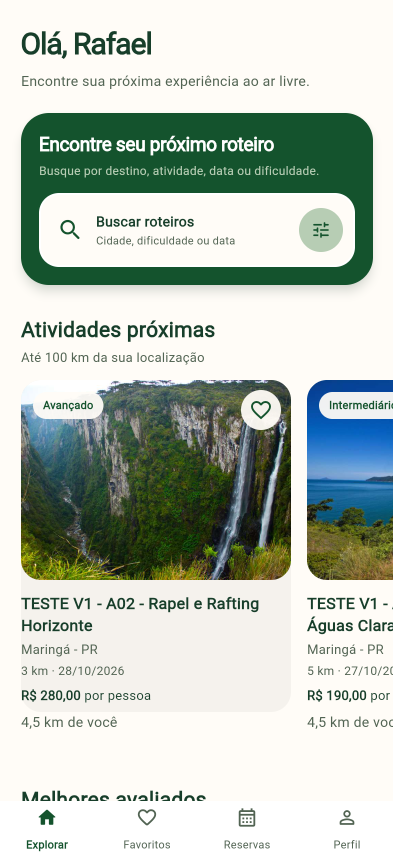 Olá, Rafael
Encontre sua próxima experiência ao ar livre.
Encontre seu próximo roteiro
Busque por destino, atividade, data ou dificuldade.
Buscar roteiros
Cidade, dificuldade ou data
Atividades próximas
Até 100 km da sua localização
Avançado
TESTE V1 - A02 - Rapel e Rafting
Horizonte
Maringá - PR
3 km · 28/10/2026
R$ 280,00 por pessoa
4,5 km de você
Intermediári
TESTE V1 -
Águas Clara
Maringá - PR
5 km · 27/10/20
R$ 190,00 por
4,5 km de voc
Melhores avaliados
Explorar
Favoritos
Reservas
Perfil